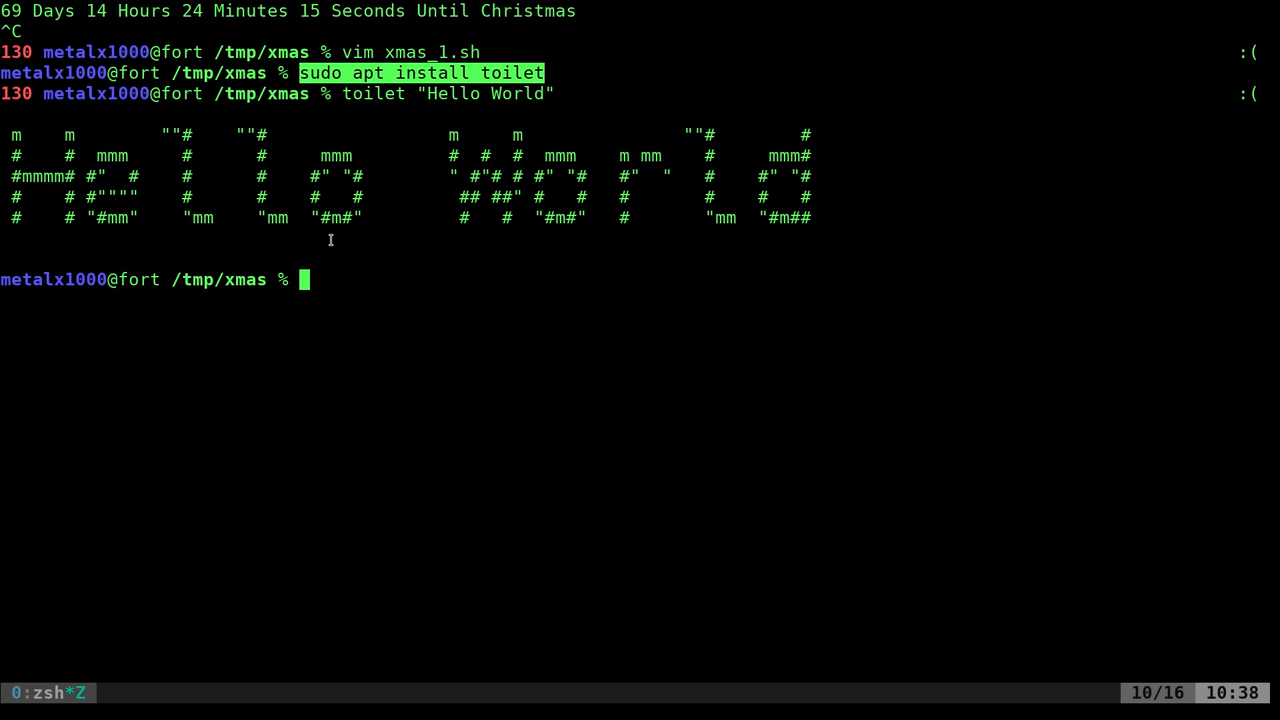 69 Days 14 Hours 24 Minutes 15 Seconds Until Christmas
^C
130 metalx1000@fort /tmp/xmas % vim xmas_1.sh :(
metalx1000@fort /tmp/xmas % sudo apt install toilet
130 metalx1000@fort /tmp/xmas % toilet "Hello World" :(
Hello World
metalx1000@fort /tmp/xmas %
0:zsh*Z 10/16 10:38